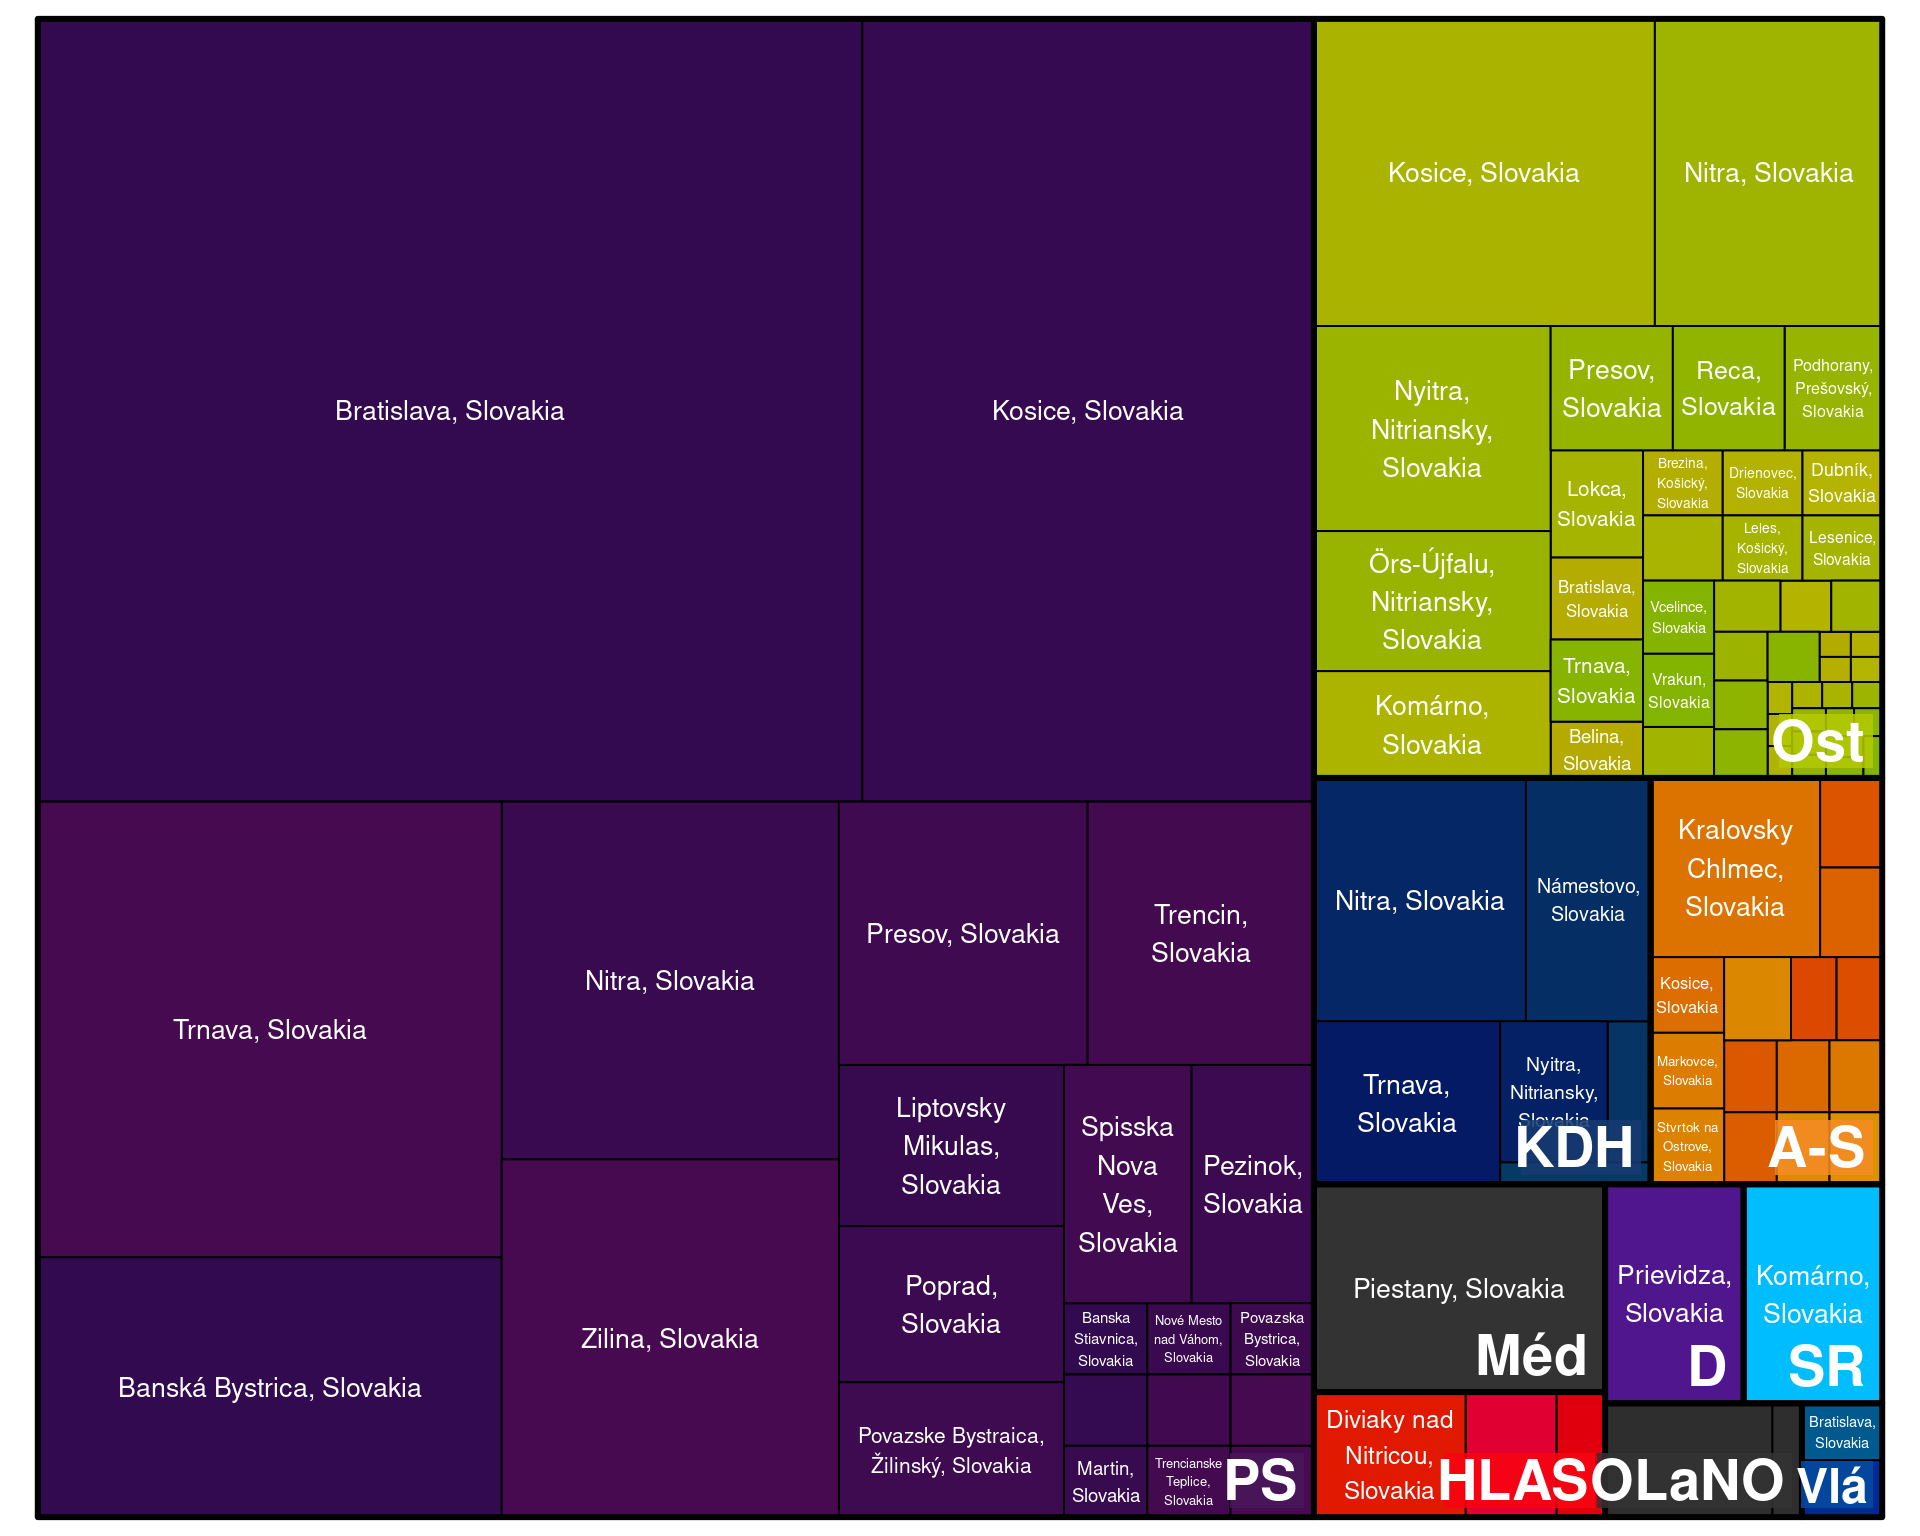 Bratislava, Slovakia
Kosice, Slovakia
Trnava, Slovakia
Banská Bystrica, Slovakia
Nitra, Slovakia
Zilina, Slovakia
Presov, Slovakia
Trencin,
Slovakia
Liptovsky
Mikulas,
Slovakia
Poprad,
Slovakia
Povazske Bystraica,
Žilinský, Slovakia
Spisska
Nova
Ves,
Slovakia
Pezinok,
Slovakia
Banska
Stiavnica,
Slovakia
Nové Mesto
nad Váhom,
Slovakia
Povazska
Bystrica,
Slovakia
Martin,
Slovakia
Trencianske
Teplice,
Slovakia
PS
Kosice, Slovakia
Nitra, Slovakia
Nyitra,
Nitriansky,
Slovakia
Örs-Újfalu,
Nitriansky,
Slovakia
Komárno,
Slovakia
Presov,
Slovakia
Reca,
Slovakia
Podhorany,
Prešovský,
Slovakia
Lokca,
Slovakia
Bratislava,
Slovakia
Trnava,
Slovakia
Belina,
Slovakia
Brezina,
Košický,
Slovakia
Drienovec,
Slovakia
Dubník,
Slovakia
Leles,
Košický,
Slovakia
Lesenice,
Slovakia
Vcelince,
Slovakia
Vrakun,
Slovakia
Ost
Nitra, Slovakia
Námestovo,
Slovakia
Trnava,
Slovakia
Nyitra,
Nitriansky,
Slovakia
KDH
Kralovsky
Chlmec,
Slovakia
Kosice,
Slovakia
Markovce,
Slovakia
Stvrtok na
Ostrove,
Slovakia
A-S
Piestany, Slovakia
Méd
Prievidza,
Slovakia
D
Komárno,
Slovakia
SR
Diviaky nad
Nitricou,
Slovakia
HLAS
OLaNO
Bratislava,
Slovakia
Vlá